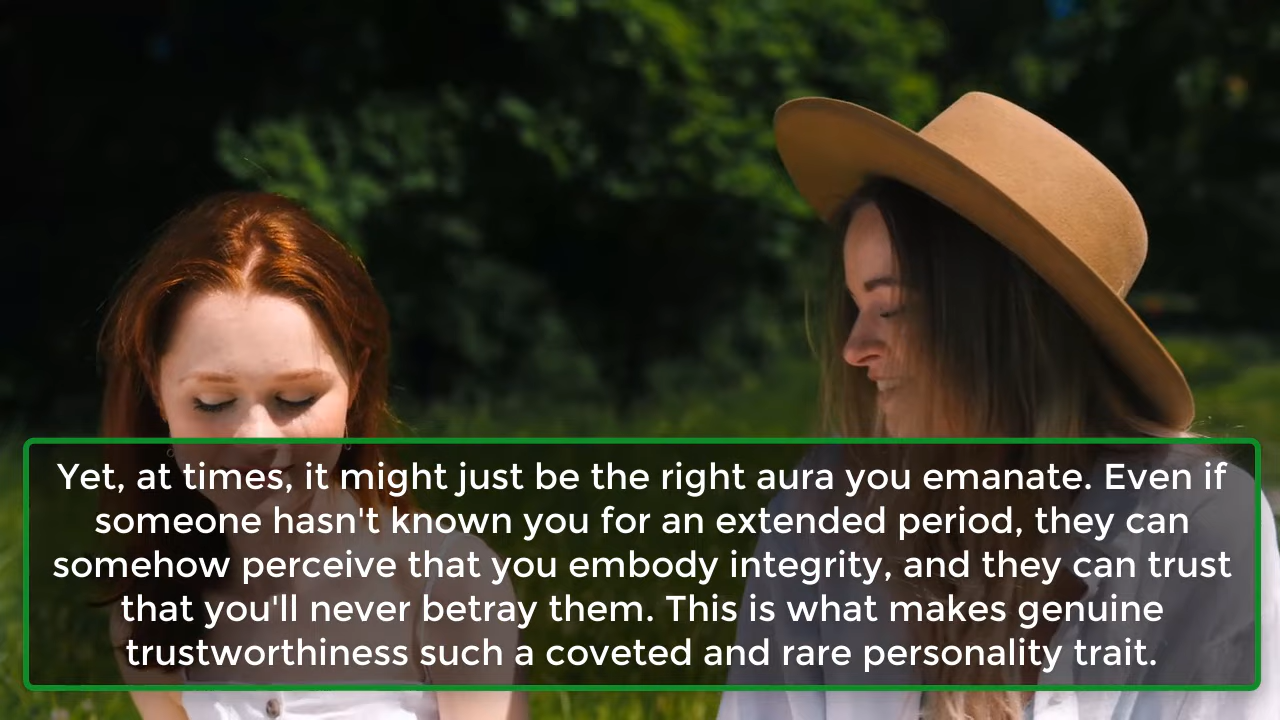 Yet, at times, it might just be the right aura you emanate. Even if
someone hasn't known you for an extended period, they can
somehow perceive that you embody integrity, and they can trust
that you'll never betray them. This is what makes genuine
trustworthiness such a coveted and rare personality trait.